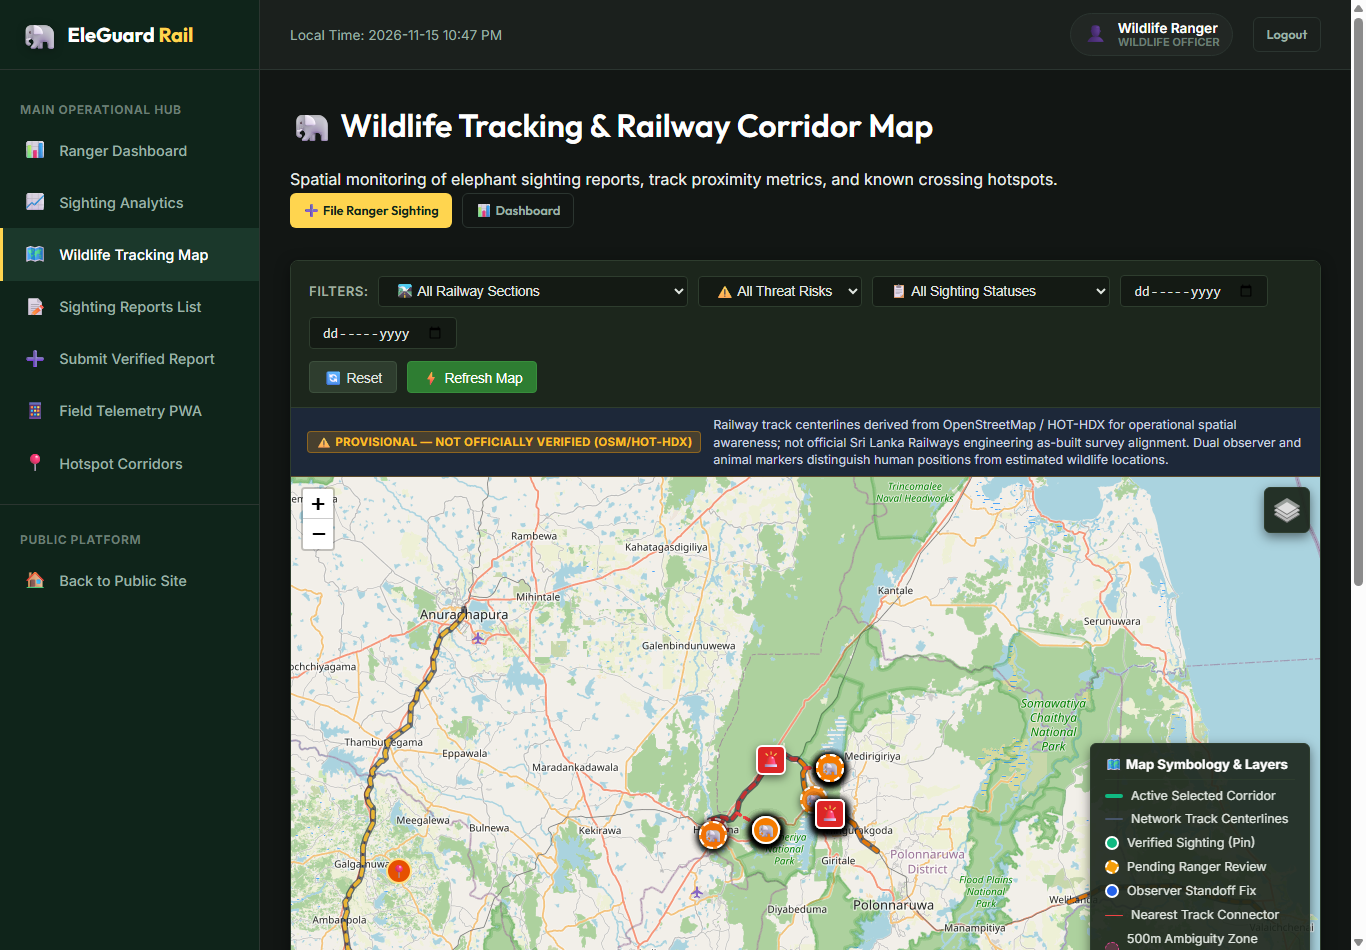 EleGuard Rail
Local Time: 2026-11-15 10:47 PM
Wildlife Ranger
WILDLIFE OFFICER
Logout
MAIN OPERATIONAL HUB
Ranger Dashboard
Sighting Analytics
Wildlife Tracking Map
Sighting Reports List
Submit Verified Report
Field Telemetry PWA
Hotspot Corridors
PUBLIC PLATFORM
Back to Public Site
Wildlife Tracking & Railway Corridor Map
Spatial monitoring of elephant sighting reports, track proximity metrics, and known crossing hotspots.
File Ranger Sighting
Dashboard
FILTERS:
All Railway Sections
All Threat Risks
All Sighting Statuses
dd-----yyyy
dd-----yyyy
Reset
Refresh Map
PROVISIONAL — NOT OFFICIALLY VERIFIED (OSM/HOT-HDX)
Railway track centerlines derived from OpenStreetMap / HOT-HDX for operational spatial
awareness; not official Sri Lanka Railways engineering as-built survey alignment. Dual observer and
animal markers distinguish human positions from estimated wildlife locations.
+
−
Trincomalee
Naval Headworks
Rambewa
Kahatagasdigiliya
Mihintale
Kantale
Anuradhapura
Serunuwara
Galenbindunuwewa
Somawatiya
Chaithya
National
Park
Eppawala
Maradankadawala
Medirigiriya
Meegalewa
Bulnewa
Kekirawa
National
Park
Giritale
Polonnaruwa
District
Flood Plains
National
Park
Diyabeduma
Polonnaruwa
Manampitiya
Map Symbology & Layers
Active Selected Corridor
Network Track Centerlines
Verified Sighting (Pin)
Pending Ranger Review
Observer Standoff Fix
Nearest Track Connector
500m Ambiguity Zone